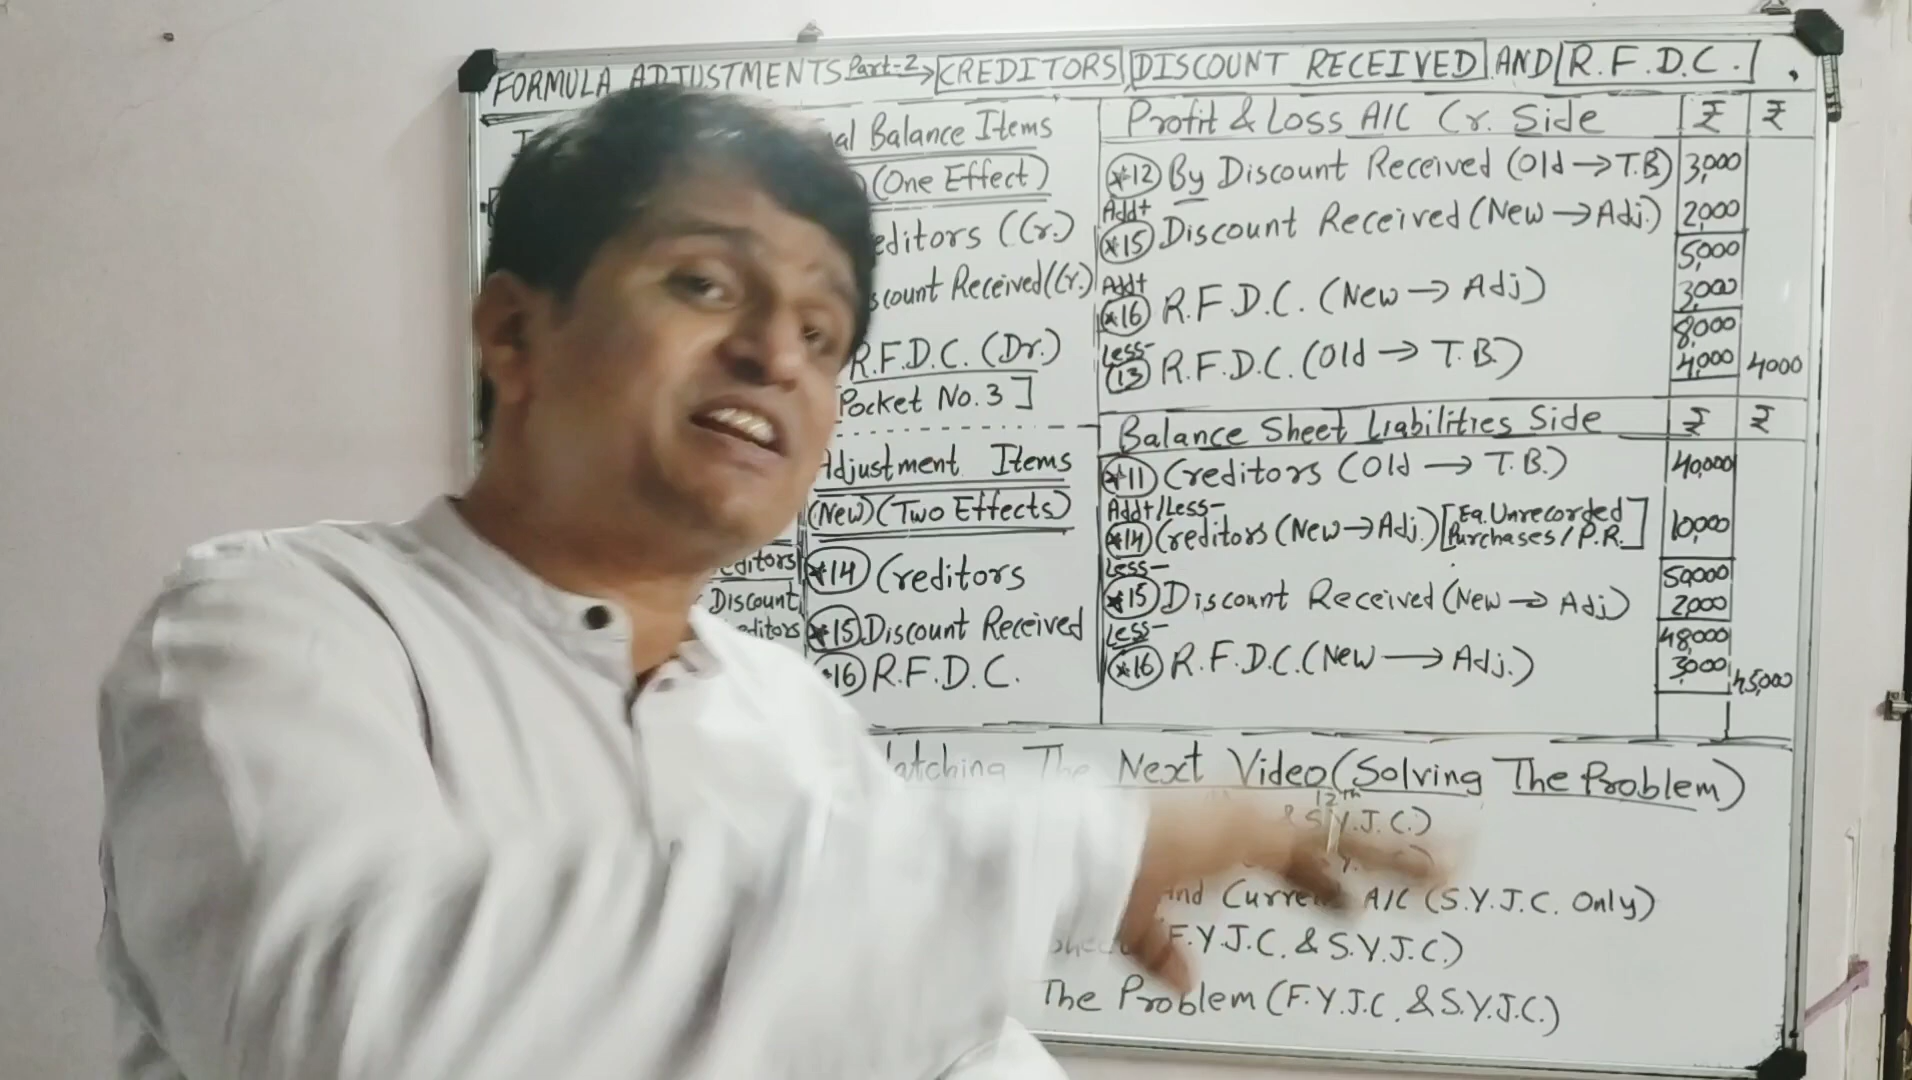 FORMULA ADJUSTMENTS Part-2 → CREDITORS DISCOUNT RECEIVED AND R.F.D.C.
Balance Items
(One Effect)
(Cr.)
Received (Cr.)
R.F.D.C. (Dr.)
Pocket No. 3]
Adjustment Items
(New) (Two Effects)
*14 Creditors
Discount
*15 Discount Received
*16 R.F.D.C.
Profit & Loss A/C Cr. Side ₹ ₹
*12 By Discount Received (Old → T.B.) 3,000
Add+
*15 Discount Received (New → Adj.) 2,000
5,000
Add+
*16 R.F.D.C. (New → Adj) 3,000
8,000
Less-
13 R.F.D.C. (Old → T.B.) 4,000 4000
Balance Sheet Liabilities Side ₹ ₹
*11 Creditors (Old → T.B.) 40,000
Add+/Less-
*14 Creditors (New → Adj.) [Eg. Unrecorded Purchases/P.R.] 10,000
50,000
Less-
*15 Discount Received (New → Adj) 2,000
48,000
Less-
*16 R.F.D.C. (New → Adj.) 3,000 45,000
The Next Video (Solving The Problem)
12th
& S.Y.J.C.)
And Current A/C (S.Y.J.C. Only)
(F.Y.J.C. & S.Y.J.C.)
The Problem (F.Y.J.C. & S.Y.J.C.)